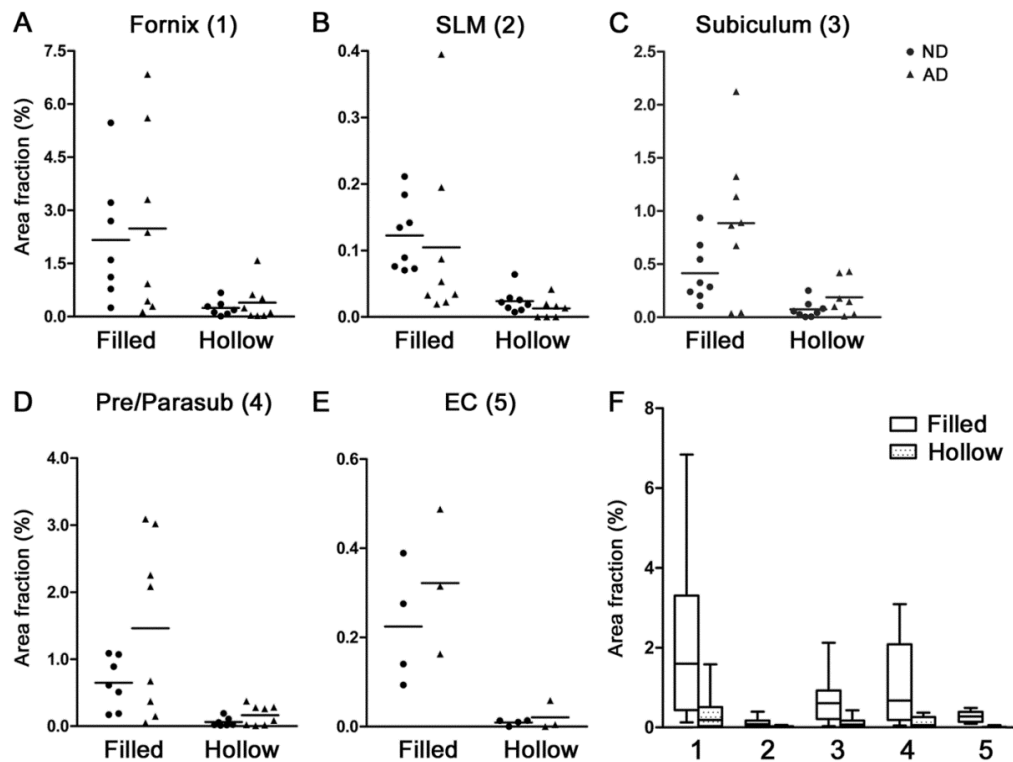 A Fornix (1)
Area fraction (%)
7.5
6.0
4.5
3.0
1.5
0.0
Filled Hollow
B SLM (2)
0.4
0.3
0.2
0.1
0.0
Filled Hollow
C Subiculum (3)
ND
AD
2.5
2.0
1.5
1.0
0.5
0.0
Filled Hollow
D Pre/Parasub (4)
Area fraction (%)
4.0
3.0
2.0
1.0
0.0
Filled Hollow
E EC (5)
0.6
0.4
0.2
0.0
Filled Hollow
F
Filled
Hollow
Area fraction (%)
8
6
4
2
0
1 2 3 4 5